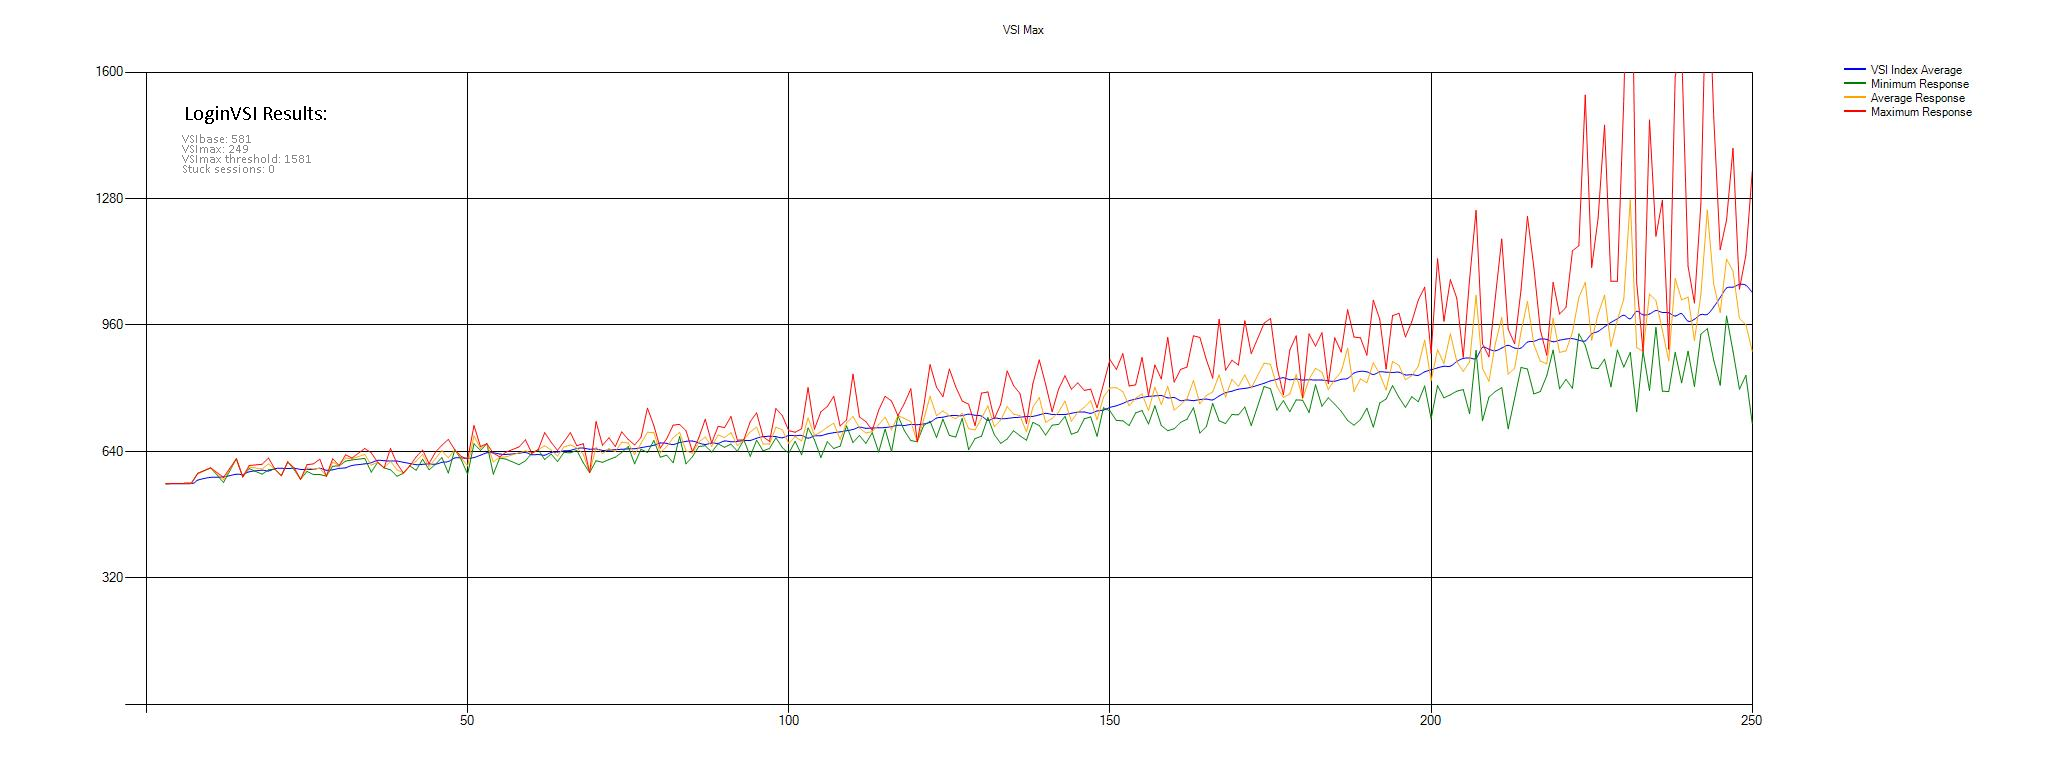 VSI Max
1600
1280
960
640
320
LoginVSI Results:
VSIbase: 581
VSImax: 249
VSImax threshold: 1581
Stuck sessions: 0
VSI Index Average
Minimum Response
Average Response
Maximum Response
50
100
150
200
250